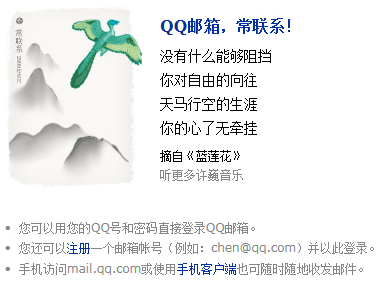 常联系
QQ邮箱，常联系！
没有什么能够阻挡
你对自由的向往
天马行空的生涯
你的心了无牵挂
摘自《蓝莲花》
听更多许巍音乐
您可以用您的QQ号和密码直接登录QQ邮箱。
您还可以注册一个邮箱帐号（例如：chen@qq.com）并以此登录。
手机访问mail.qq.com或使用手机客户端也可随时随地收发邮件。